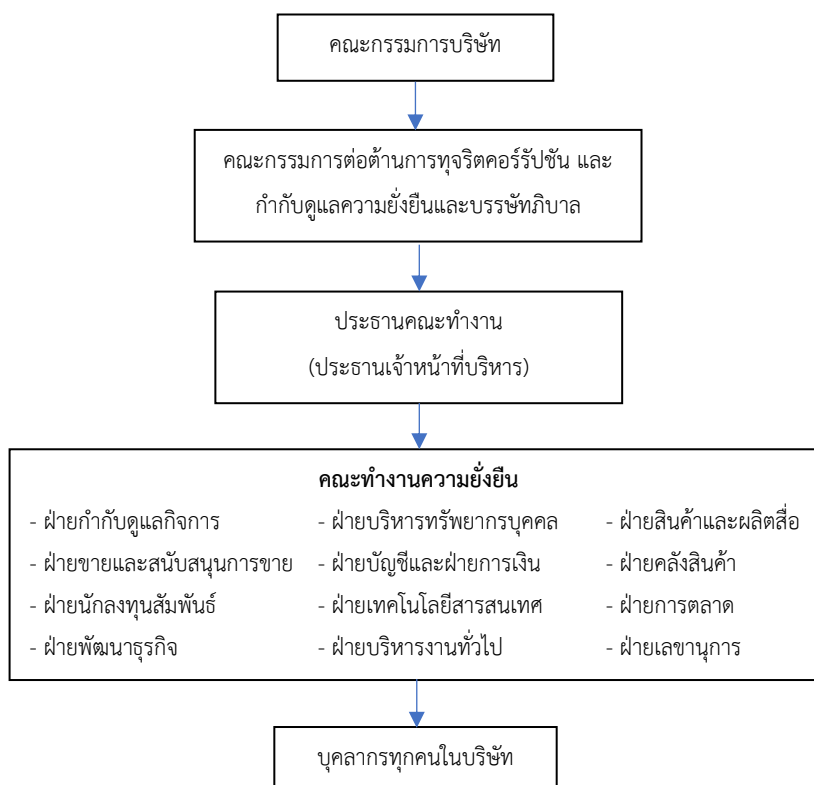 คณะกรรมการบริษัท
คณะกรรมการต่อต้านการทุจริตคอร์รัปชัน และ
กำกับดูแลความยั่งยืนและบรรษัทภิบาล
ประธานคณะทำงาน
(ประธานเจ้าหน้าที่บริหาร)
คณะทำงานความยั่งยืน
- ฝ่ายกำกับดูแลกิจการ - ฝ่ายบริหารทรัพยากรบุคคล - ฝ่ายสินค้าและผลิตสื่อ
- ฝ่ายขายและสนับสนุนการขาย - ฝ่ายบัญชีและฝ่ายการเงิน - ฝ่ายคลังสินค้า
- ฝ่ายนักลงทุนสัมพันธ์ - ฝ่ายเทคโนโลยีสารสนเทศ - ฝ่ายการตลาด
- ฝ่ายพัฒนาธุรกิจ - ฝ่ายบริหารงานทั่วไป - ฝ่ายเลขานุการ
บุคลากรทุกคนในบริษัท